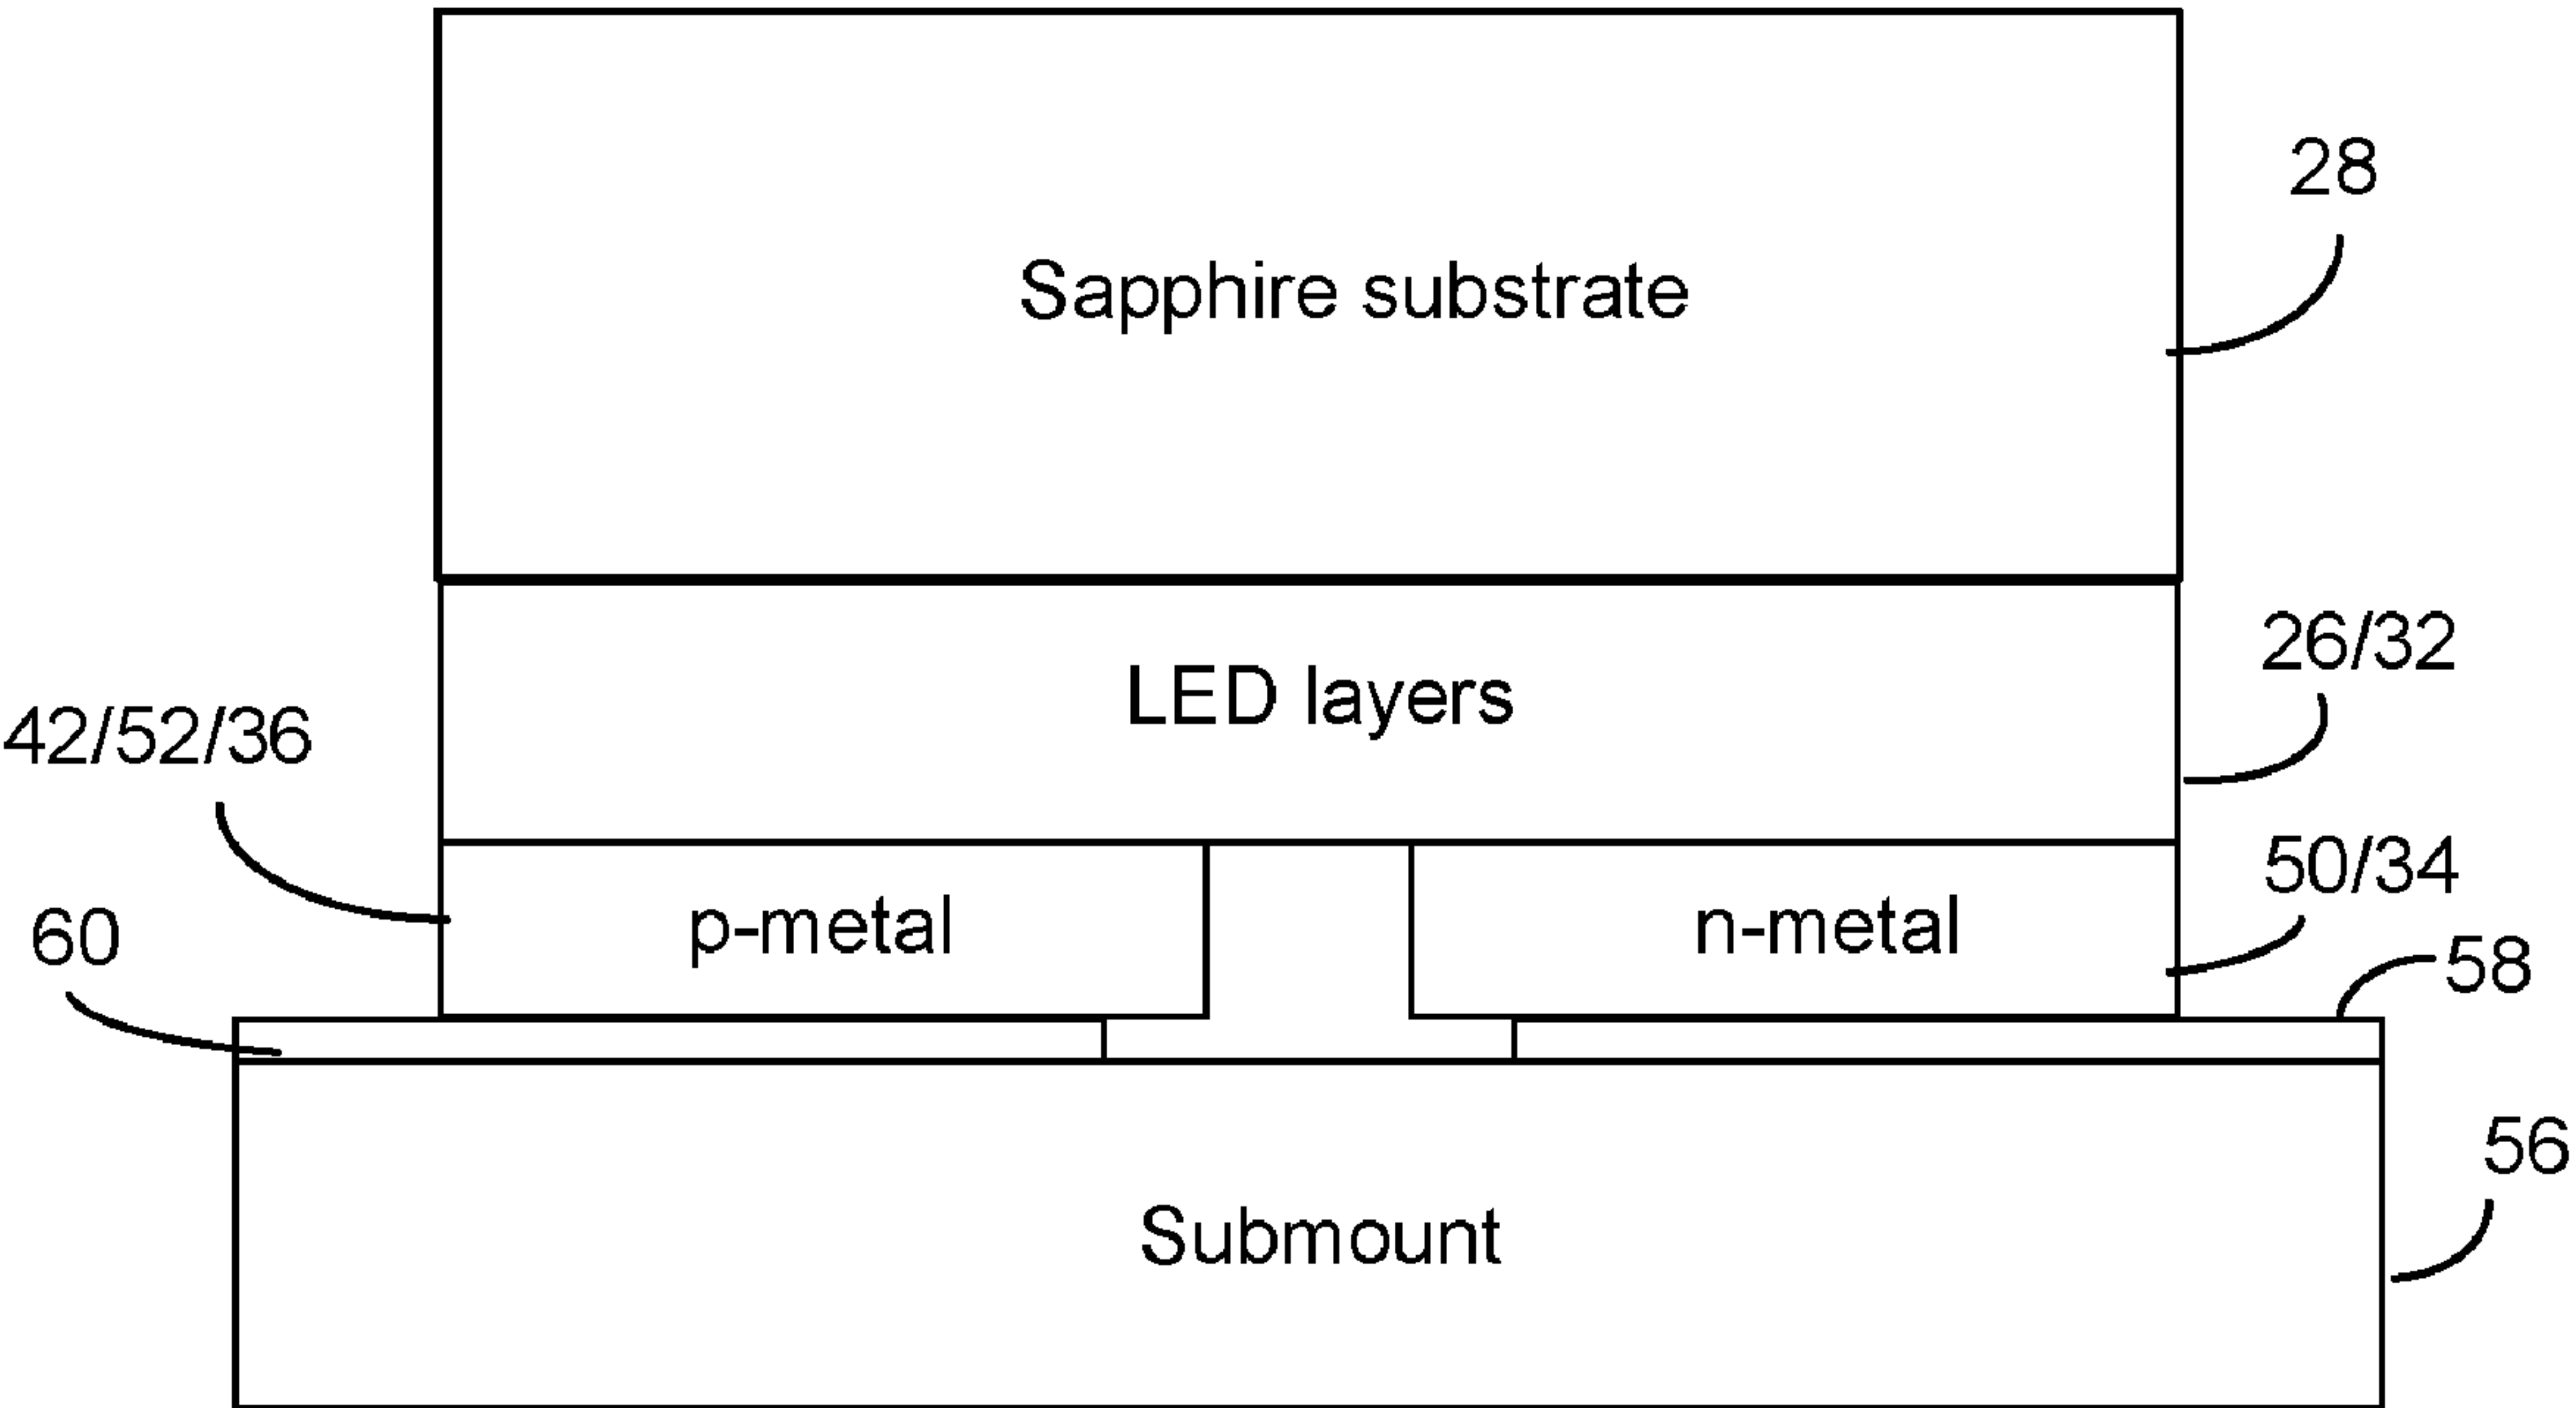 28
Sapphire substrate
26/32
LED layers
42/52/36
50/34
p-metal
n-metal
60
58
56
Submount